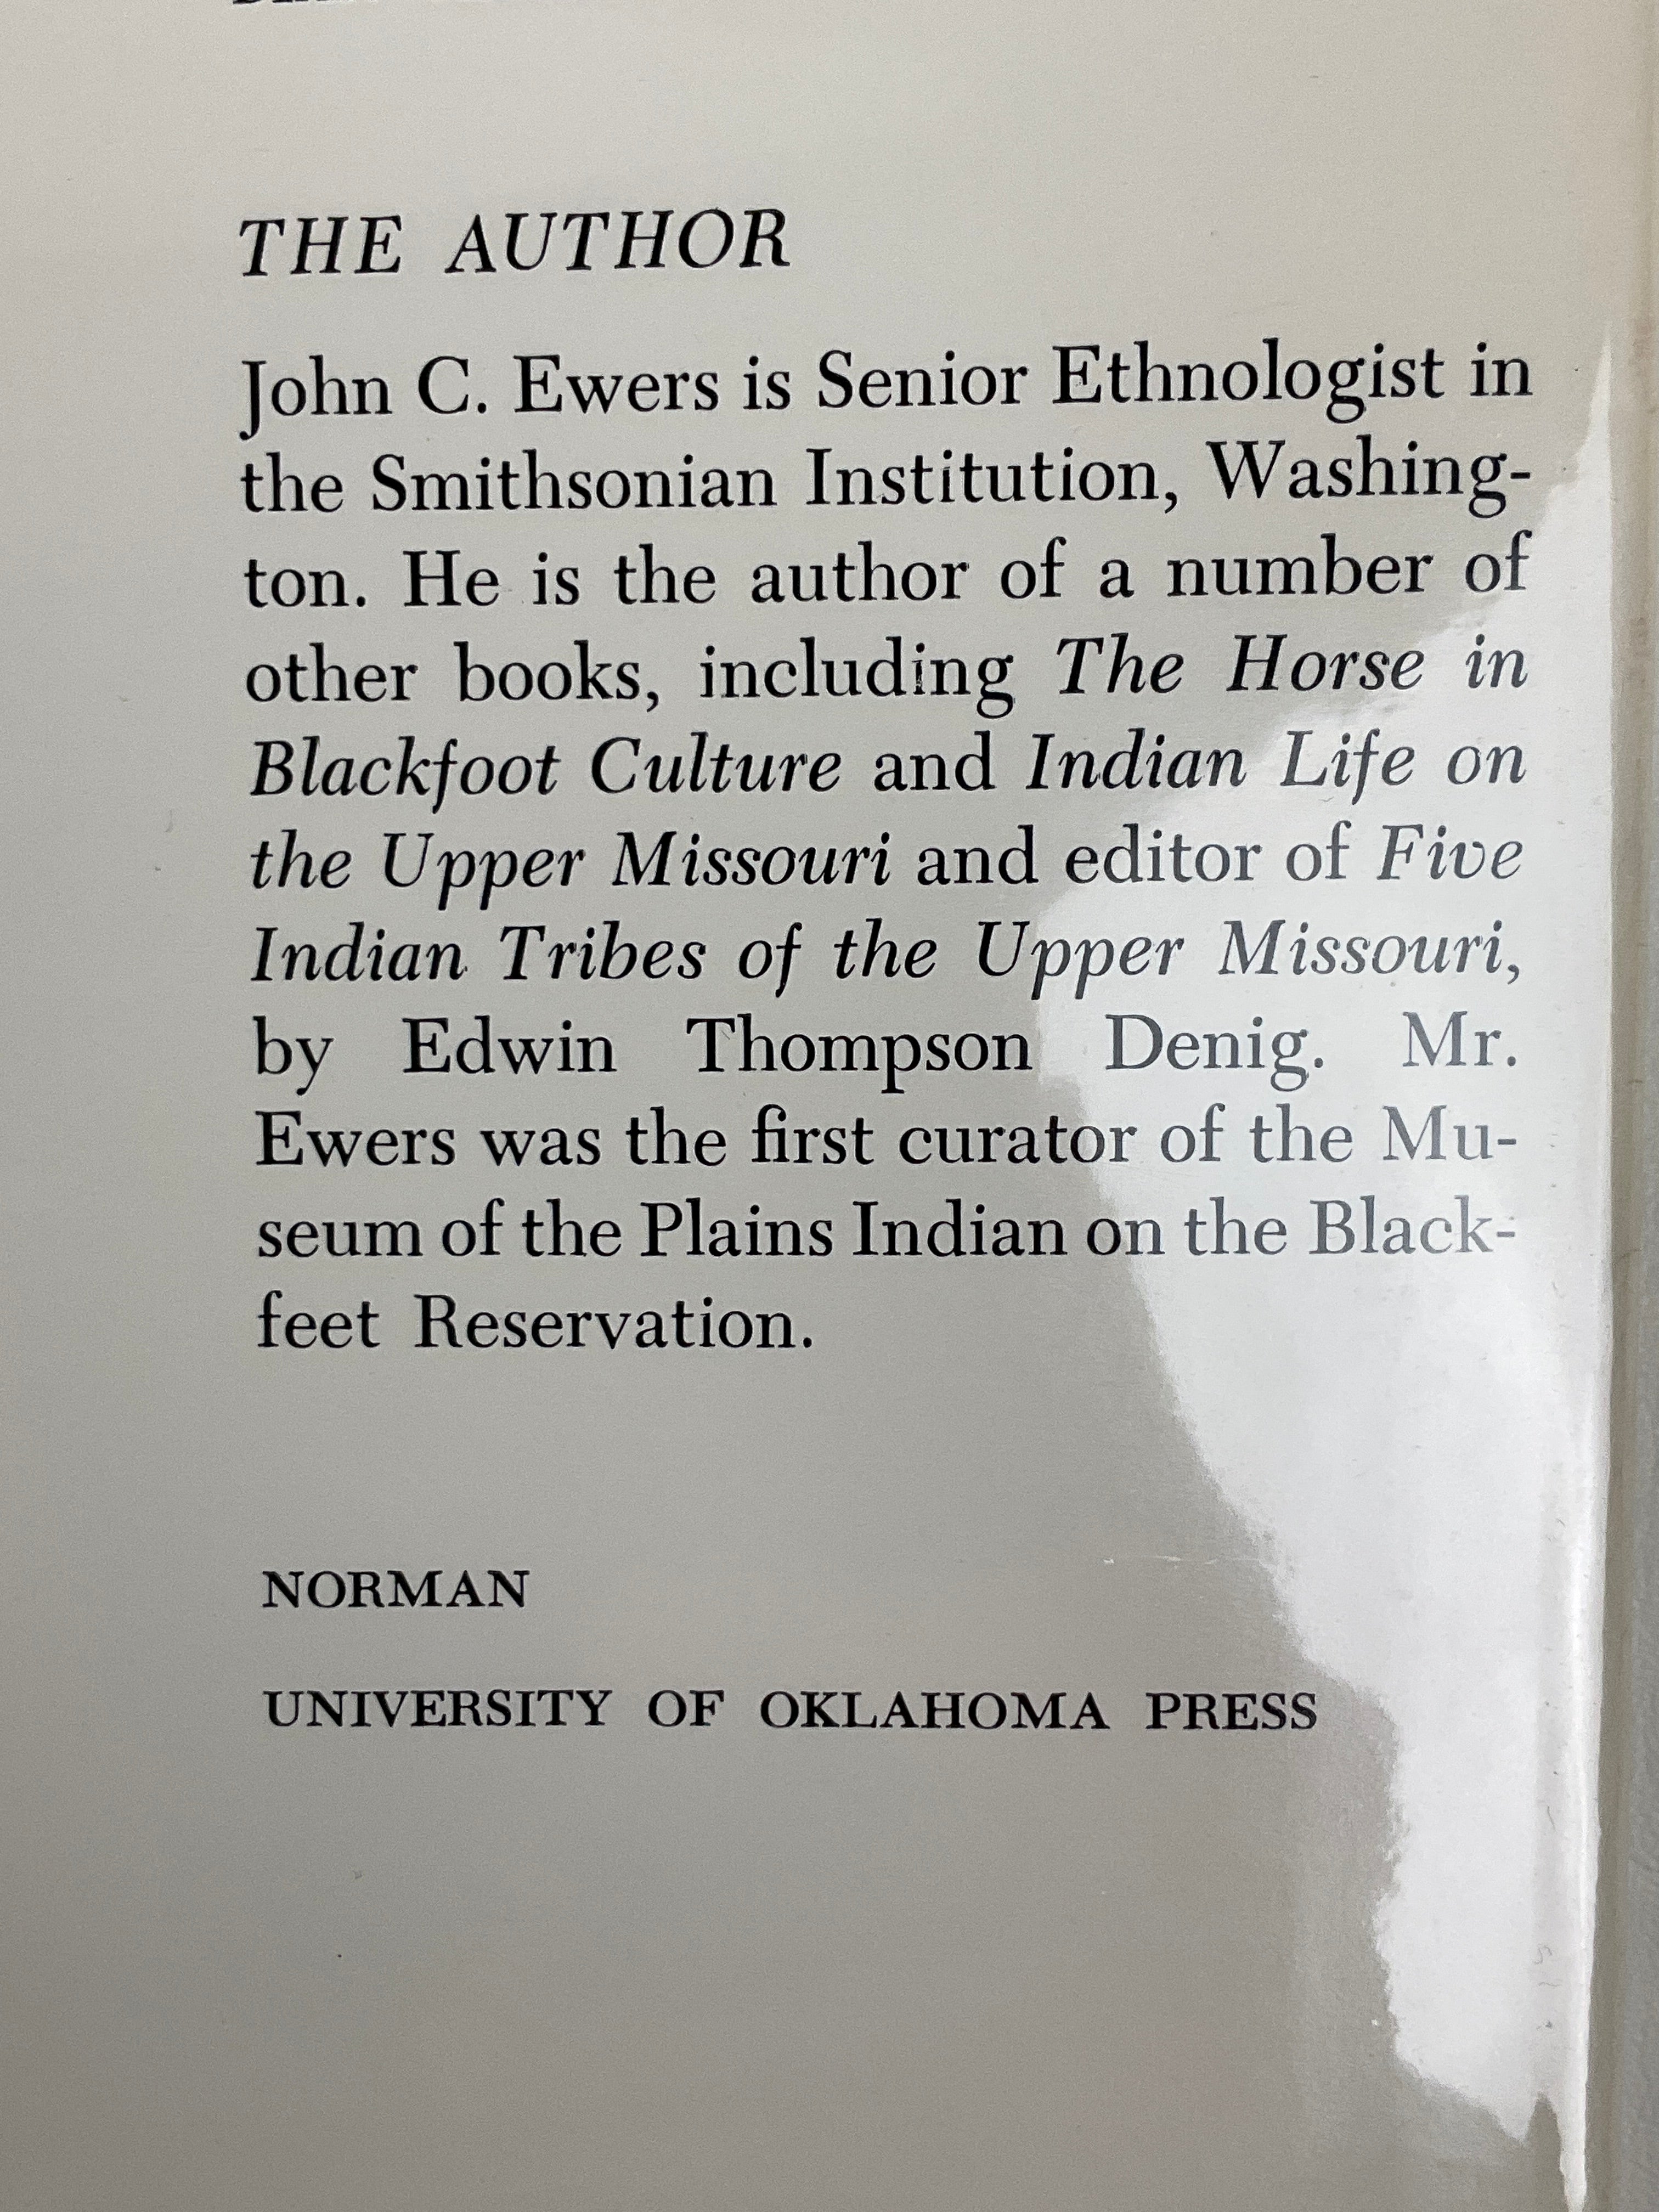 THE AUTHOR
John C. Ewers is Senior Ethnologist in
the Smithsonian Institution, Washing-
ton. He is the author of a number of
other books, including The Horse in
Blackfoot Culture and Indian Life on
the Upper Missouri and editor of Five
Indian Tribes of the Upper Missouri,
by Edwin Thompson Denig. Mr.
Ewers was the first curator of the Mu-
seum of the Plains Indian on the Black-
feet Reservation.
NORMAN
UNIVERSITY OF OKLAHOMA PRESS